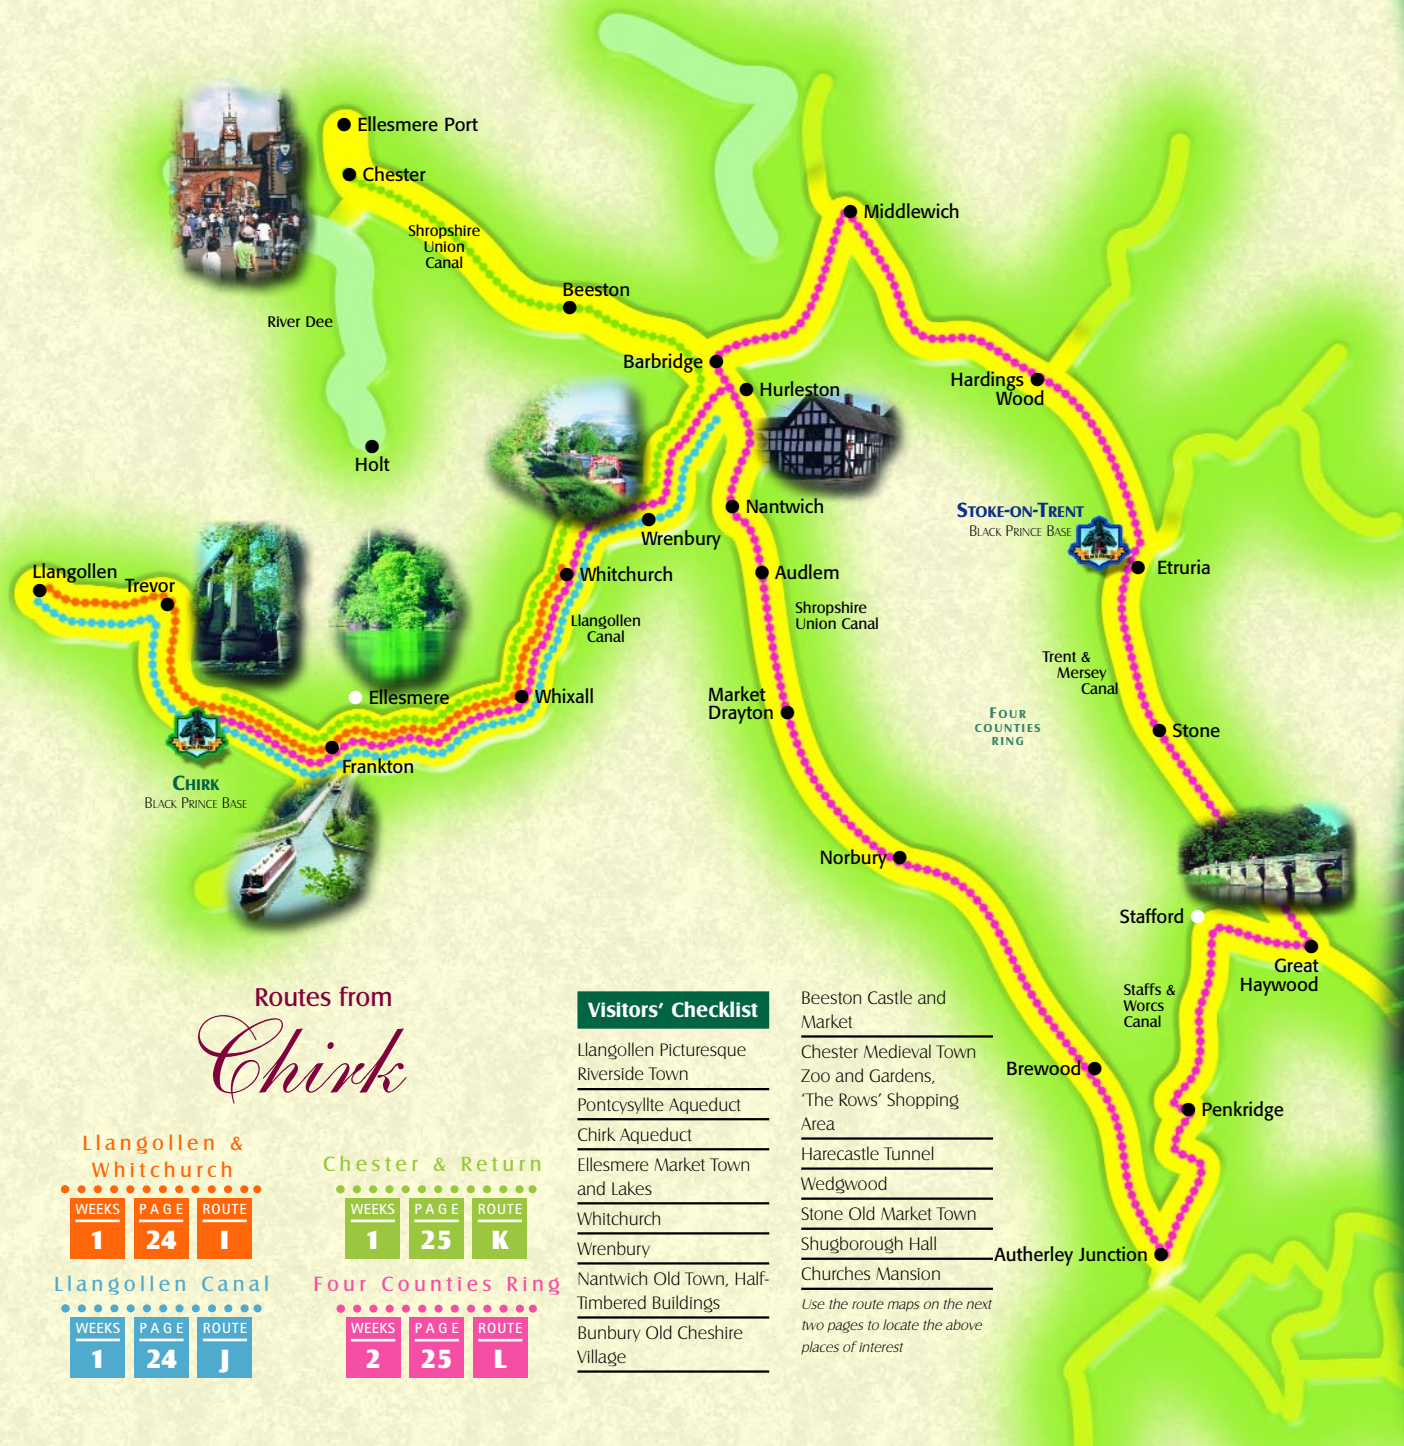 Ellesmere Port
Chester
Shropshire
Union
Canal
Middlewich
Beeston
River Dee
Barbridge
Hurleston
Hardings
Wood
Holt
Nantwich
STOKE-ON-TRENT
BLACK PRINCE BASE
BLACK PRINCE
Wrenbury
Etruria
Llangollen
Trevor
Whitchurch
Audlem
Llangollen
Canal
Shropshire
Union Canal
Trent &
Mersey
Canal
Ellesmere
Whixall
Market
Drayton
FOUR
COUNTIES
RING
Stone
BLACK PRINCE
Frankton
CHIRK
BLACK PRINCE BASE
Norbury
Stafford
Great
Haywood
Staffs &
Worcs
Canal
Brewood
Penkridge
Autherley Junction
Routes from
Chirk
Llangollen &
Whitchurch
WEEKS PAGE ROUTE
1 24 I
Chester & Return
WEEKS PAGE ROUTE
1 25 K
Llangollen Canal
WEEKS PAGE ROUTE
1 24 J
Four Counties Ring
WEEKS PAGE ROUTE
2 25 L
Visitors’ Checklist
Llangollen Picturesque
Riverside Town
Pontcysyllte Aqueduct
Chirk Aqueduct
Ellesmere Market Town
and Lakes
Whitchurch
Wrenbury
Nantwich Old Town, Half-
Timbered Buildings
Bunbury Old Cheshire
Village
Beeston Castle and
Market
Chester Medieval Town
Zoo and Gardens,
‘The Rows’ Shopping
Area
Harecastle Tunnel
Wedgwood
Stone Old Market Town
Shugborough Hall
Churches Mansion
Use the route maps on the next
two pages to locate the above
places of interest